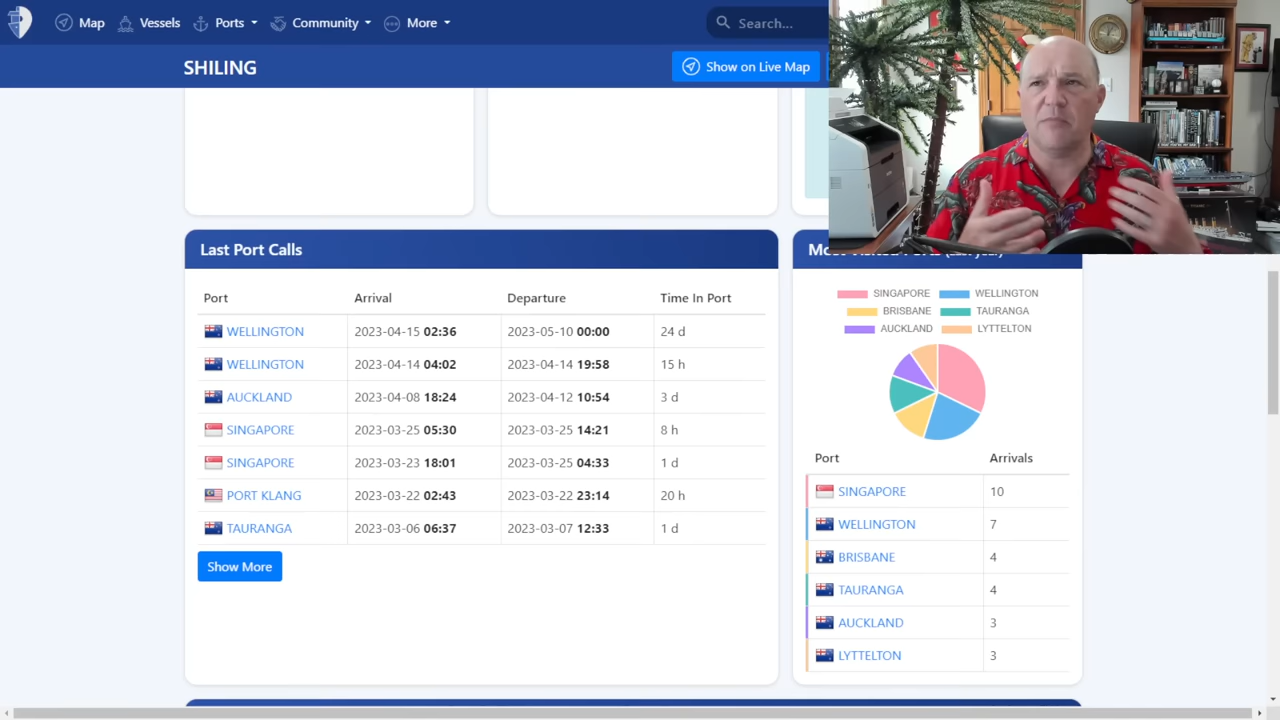 Map Vessels Ports Community More Search...
SHILING
Show on Live Map
Last Port Calls
Port Arrival Departure Time In Port
WELLINGTON 2023-04-15 02:36 2023-05-10 00:00 24 d
WELLINGTON 2023-04-14 04:02 2023-04-14 19:58 15 h
AUCKLAND 2023-04-08 18:24 2023-04-12 10:54 3 d
SINGAPORE 2023-03-25 05:30 2023-03-25 14:21 8 h
SINGAPORE 2023-03-23 18:01 2023-03-25 04:33 1 d
PORT KLANG 2023-03-22 02:43 2023-03-22 23:14 20 h
TAURANGA 2023-03-06 06:37 2023-03-07 12:33 1 d
Show More
SINGAPORE WELLINGTON
BRISBANE TAURANGA
AUCKLAND LYTTELTON
Port Arrivals
SINGAPORE 10
WELLINGTON 7
BRISBANE 4
TAURANGA 4
AUCKLAND 3
LYTTELTON 3